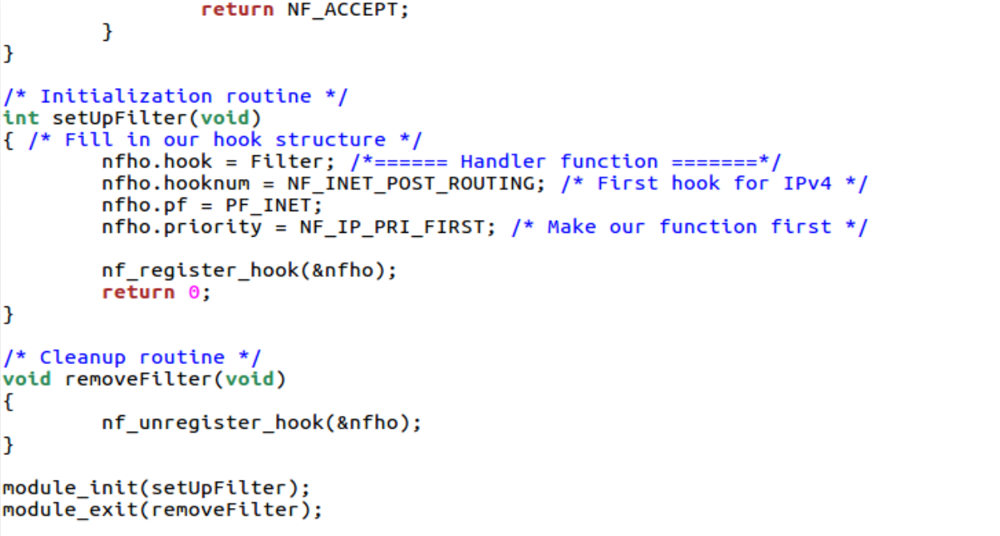 return NF_ACCEPT;
        }
}

/* Initialization routine */
int setUpFilter(void)
{ /* Fill in our hook structure */
        nfho.hook = Filter; /*====== Handler function =======*/
        nfho.hooknum = NF_INET_POST_ROUTING; /* First hook for IPv4 */
        nfho.pf = PF_INET;
        nfho.priority = NF_IP_PRI_FIRST; /* Make our function first */

        nf_register_hook(&nfho);
        return 0;
}

/* Cleanup routine */
void removeFilter(void)
{
        nf_unregister_hook(&nfho);
}

module_init(setUpFilter);
module_exit(removeFilter);